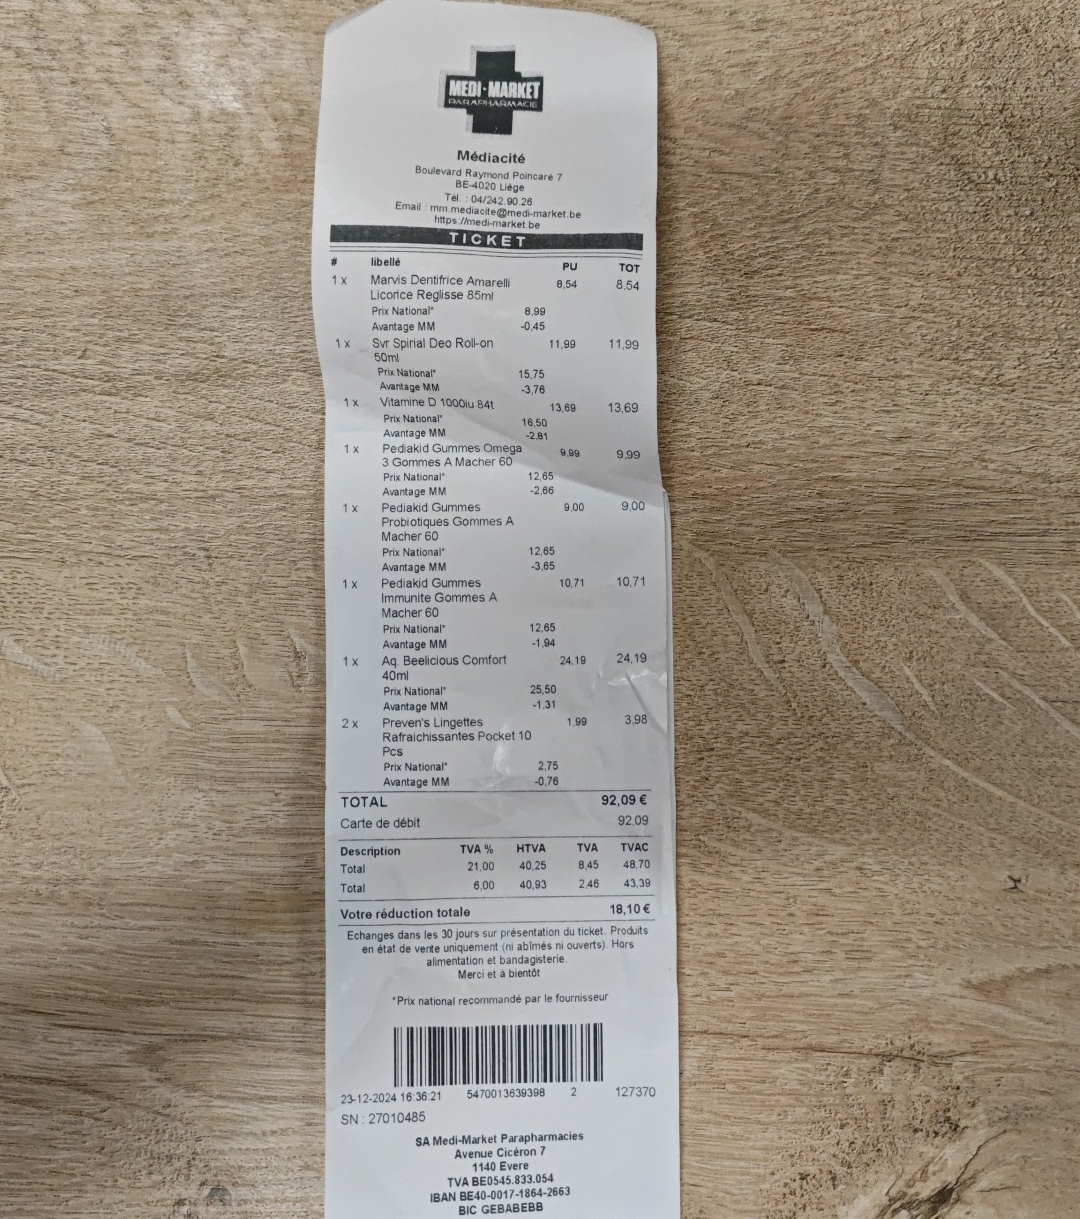 MEDI-MARKET
PARAPHARMACIE
Médiacité
Boulevard Raymond Poincaré 7
BE-4020 Liège
Tél. : 04/242.90.26
Email : mm.mediacite@medi-market.be
https://medi-market.be
TICKET
# libellé PU TOT
1 x Marvis Dentifrice Amarelli 8,54 8,54
Licorice Reglisse 85ml
Prix National* 8,99
Avantage MM -0,45
1 x Svr Spirial Deo Roll-on 11,99 11,99
50ml
Prix National* 15,75
Avantage MM -3,76
1 x Vitamine D 1000iu 84t 13,69 13,69
Prix National* 16,50
Avantage MM -2,81
1 x Pediakid Gummes Omega 9,99 9,99
3 Gommes A Macher 60
Prix National* 12,65
Avantage MM -2,66
1 x Pediakid Gummes 9,00 9,00
Probiotiques Gommes A
Macher 60
Prix National* 12,65
Avantage MM -3,65
1 x Pediakid Gummes 10,71 10,71
Immunite Gommes A
Macher 60
Prix National* 12,65
Avantage MM -1,94
1 x Aq. Beelicious Comfort 24,19 24,19
40ml
Prix National* 25,50
Avantage MM -1,31
2 x Preven's Lingettes 1,99 3,98
Rafraichissantes Pocket 10
Pcs
Prix National* 2,75
Avantage MM -0,76
TOTAL 92,09 €
Carte de débit 92,09
Description TVA % HTVA TVA TVAC
Total 21,00 40,25 8,45 48,70
Total 6,00 40,93 2,46 43,39
Votre réduction totale 18,10 €
Echanges dans les 30 jours sur présentation du ticket. Produits
en état de vente uniquement (ni abîmés ni ouverts). Hors
alimentation et bandagisterie.
Merci et à bientôt
*Prix national recommandé par le fournisseur
23-12-2024 16:36:21 5470013639398 2 127370
SN : 27010485
SA Medi-Market Parapharmacies
Avenue Cicéron 7
1140 Evere
TVA BE0545.833.054
IBAN BE40-0017-1864-2663
BIC GEBABEBB